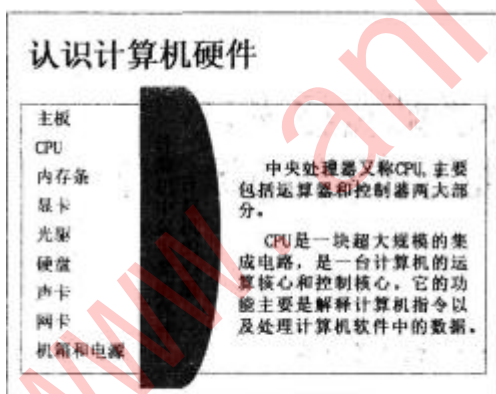 认识计算机硬件
主板
CPU
内存条
显卡
光驱
硬盘
声卡
网卡
机箱和电源
中央处理器又称CPU,主要
包括运算器和控制器两大部
分。
CPU是一块超大规模的集
成电路，是一台计算机的运
算核心和控制核心。它的功
能主要是解释计算机指令以
及处理计算机软件中的数据。
www.